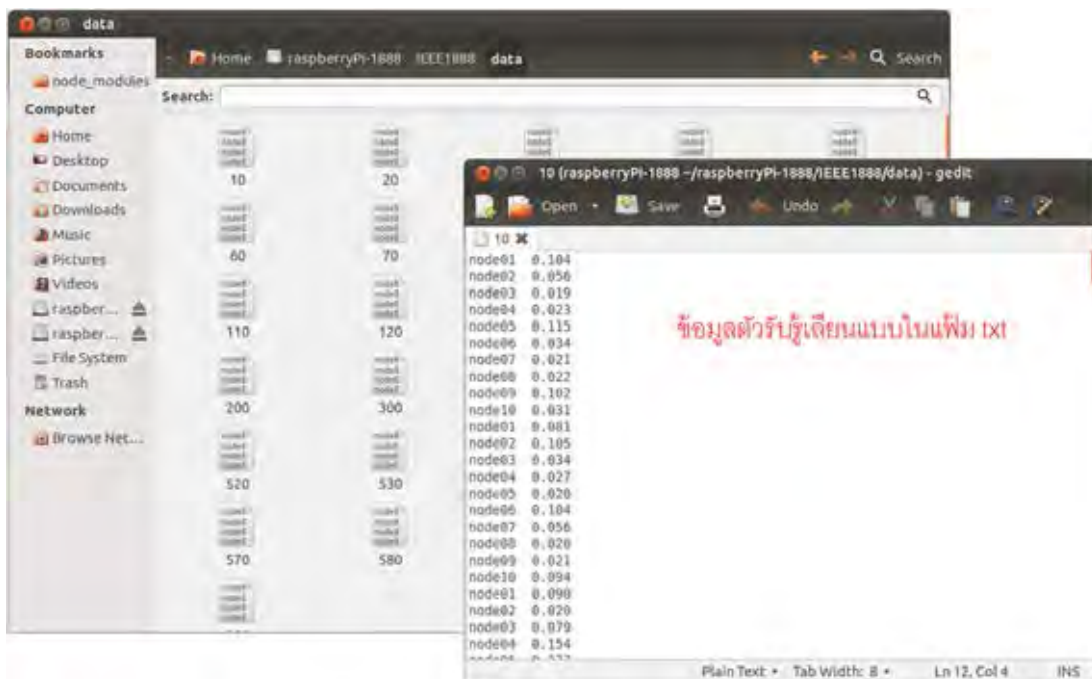 data
Bookmarks
node_modules
Computer
Home
Desktop
Documents
Downloads
Music
Pictures
Videos
raspber...
raspber...
File System
Trash
Network
Browse Net...
Home raspberryPi-1888 IEEE1888 data
Search
Search:
10 20
60 70
110 120
200 300
520 530
570 580
10 (raspberryPi-1888 ~/raspberryPi-1888/IEEE1888/data) - gedit
Open Save Undo
10
node01 0.104
node02 0.056
node03 0.019
node04 0.023
node05 0.115
node06 0.034
node07 0.021
node08 0.022
node09 0.102
node10 0.031
node01 0.081
node02 0.105
node03 0.034
node04 0.027
node05 0.020
node06 0.104
node07 0.056
node08 0.020
node09 0.021
node10 0.094
node01 0.090
node02 0.020
node03 0.079
node04 0.154
ข้อมูลตัวรับรู้เลียนแบบในแฟ้ม txt
Plain Text Tab Width: 8 Ln 12, Col 4 INS